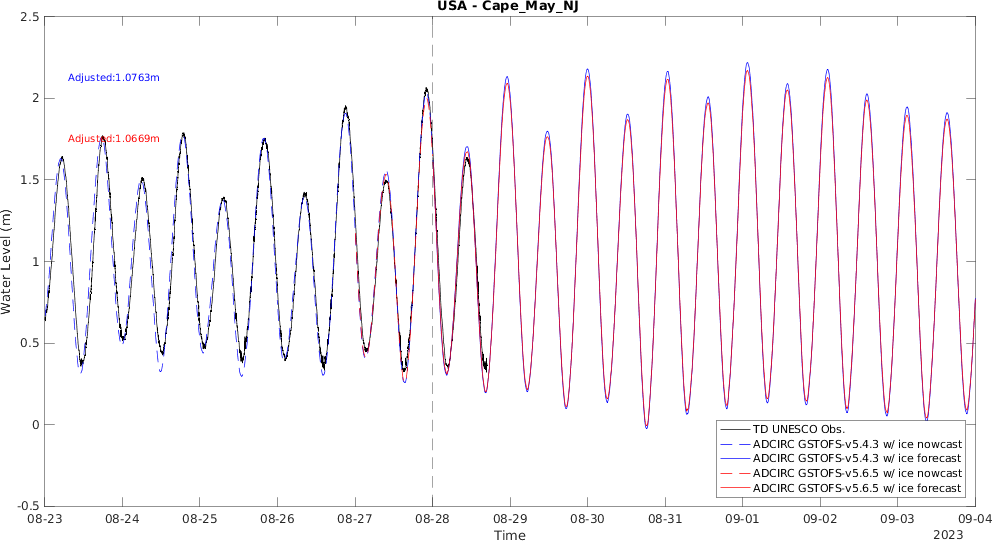 USA - Cape_May_NJ
2.5
2
1.5
1
0.5
0
-0.5
Water Level (m)
Adjusted:1.0763m
Adjusted:1.0669m
TD UNESCO Obs.
ADCIRC GSTOFS-v5.4.3 w/ ice nowcast
ADCIRC GSTOFS-v5.4.3 w/ ice forecast
ADCIRC GSTOFS-v5.6.5 w/ ice nowcast
ADCIRC GSTOFS-v5.6.5 w/ ice forecast
08-23 08-24 08-25 08-26 08-27 08-28 08-29 08-30 08-31 09-01 09-02 09-03 09-04
Time
2023